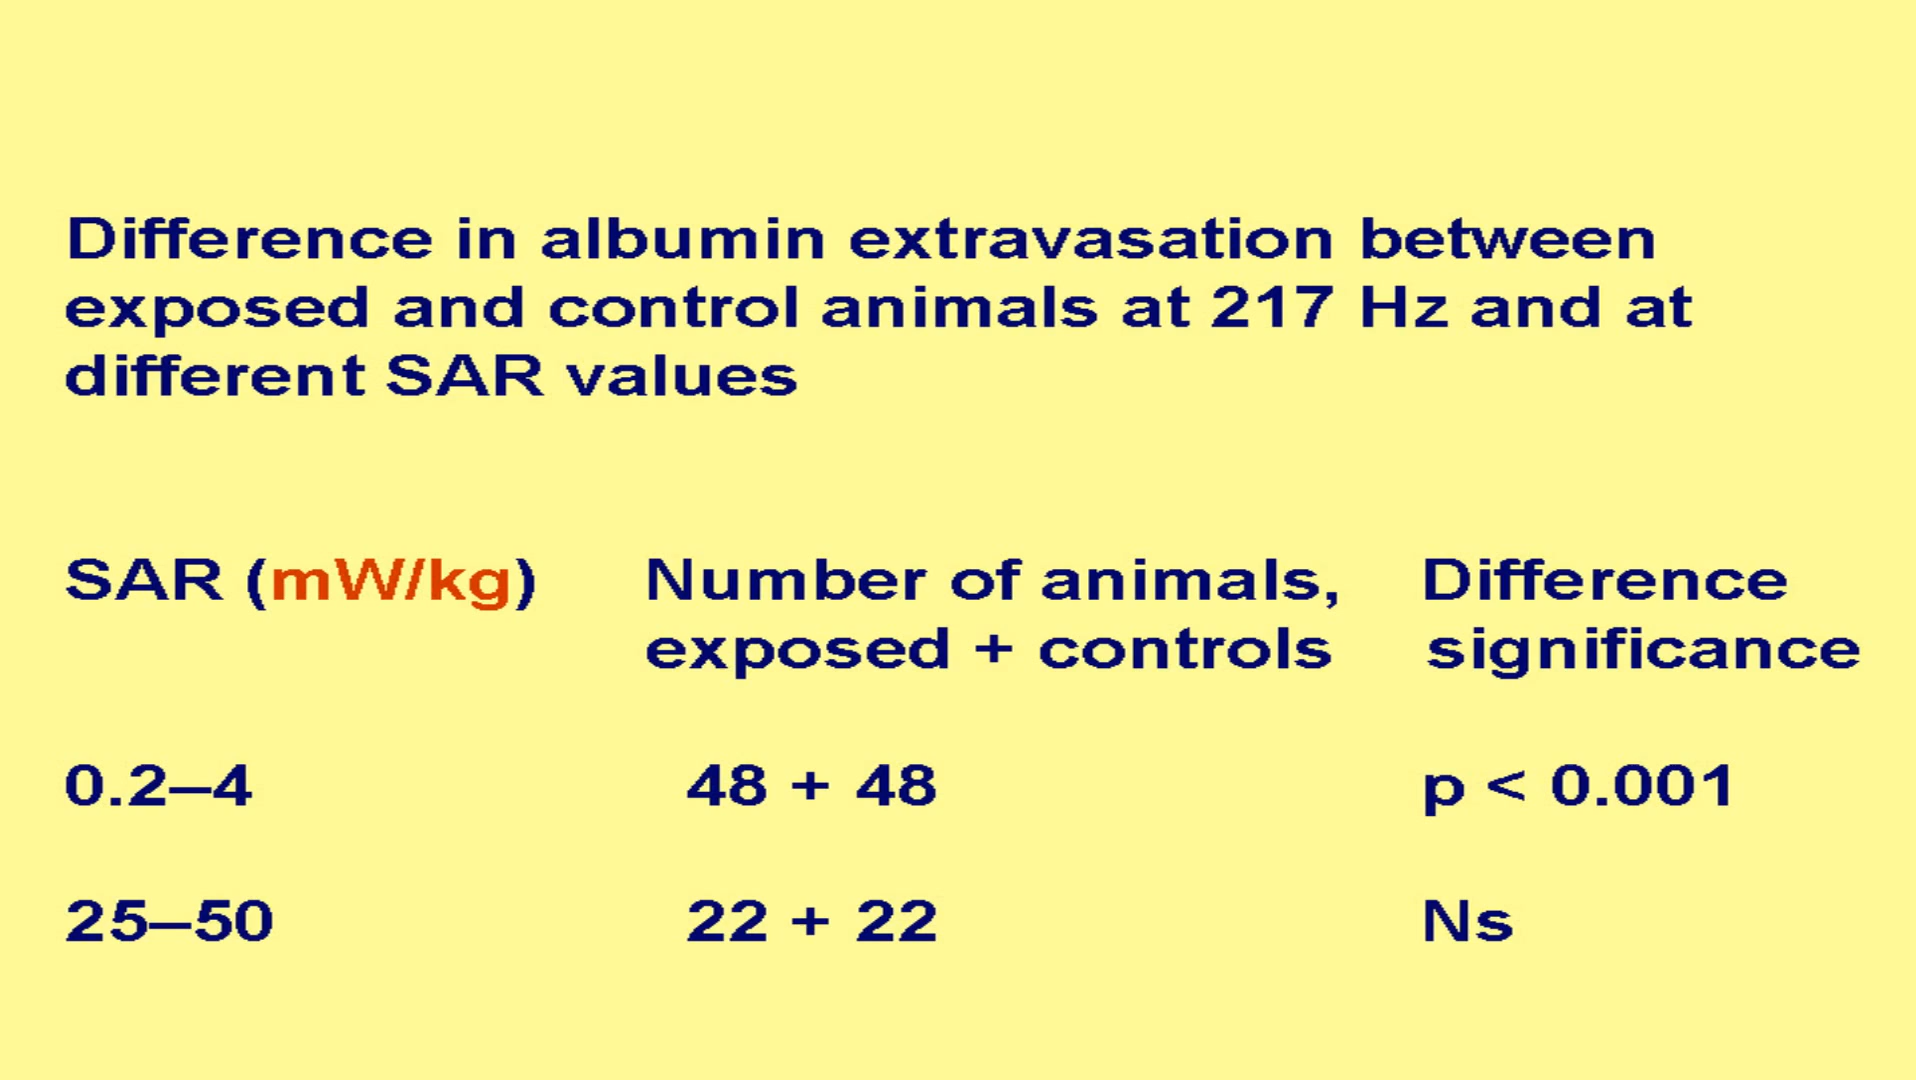 Difference in albumin extravasation between
exposed and control animals at 217 Hz and at
different SAR values
SAR (mW/kg) Number of animals, Difference
exposed + controls significance
0.2–4 48 + 48 p < 0.001
25–50 22 + 22 Ns